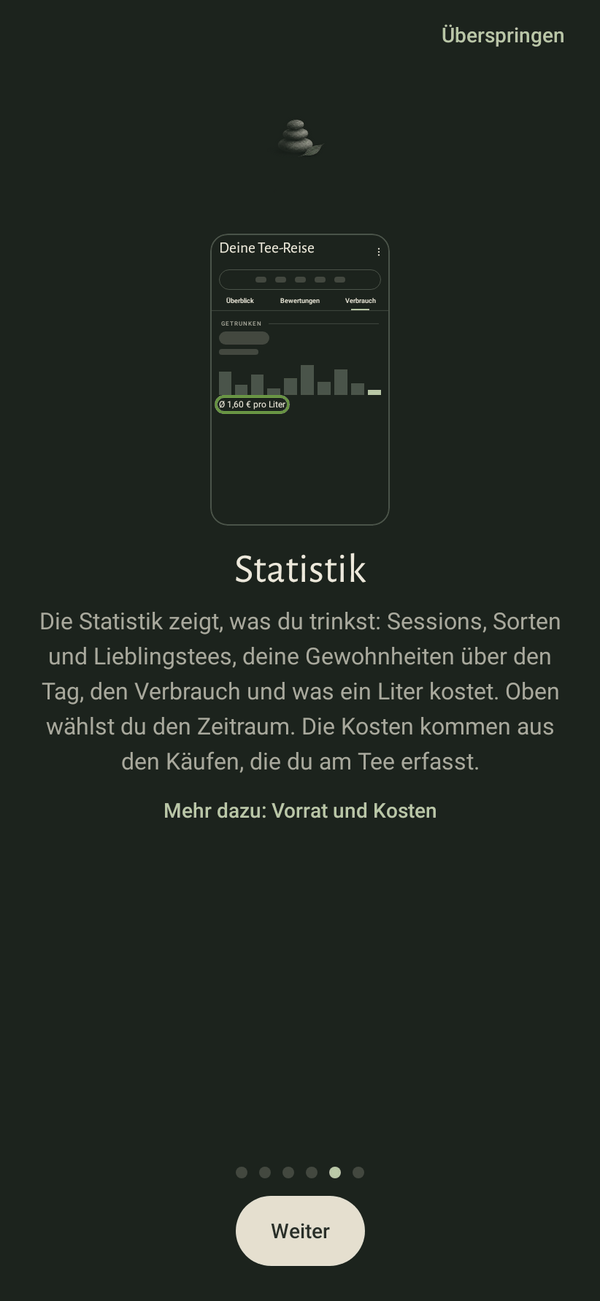 Überspringen
Deine Tee-Reise
Überblick Bewertungen Verbrauch
GETRUNKEN
Ø 1,60 € pro Liter
Statistik
Die Statistik zeigt, was du trinkst: Sessions, Sorten
und Lieblingstees, deine Gewohnheiten über den
Tag, den Verbrauch und was ein Liter kostet. Oben
wählst du den Zeitraum. Die Kosten kommen aus
den Käufen, die du am Tee erfasst.
Mehr dazu: Vorrat und Kosten
Weiter